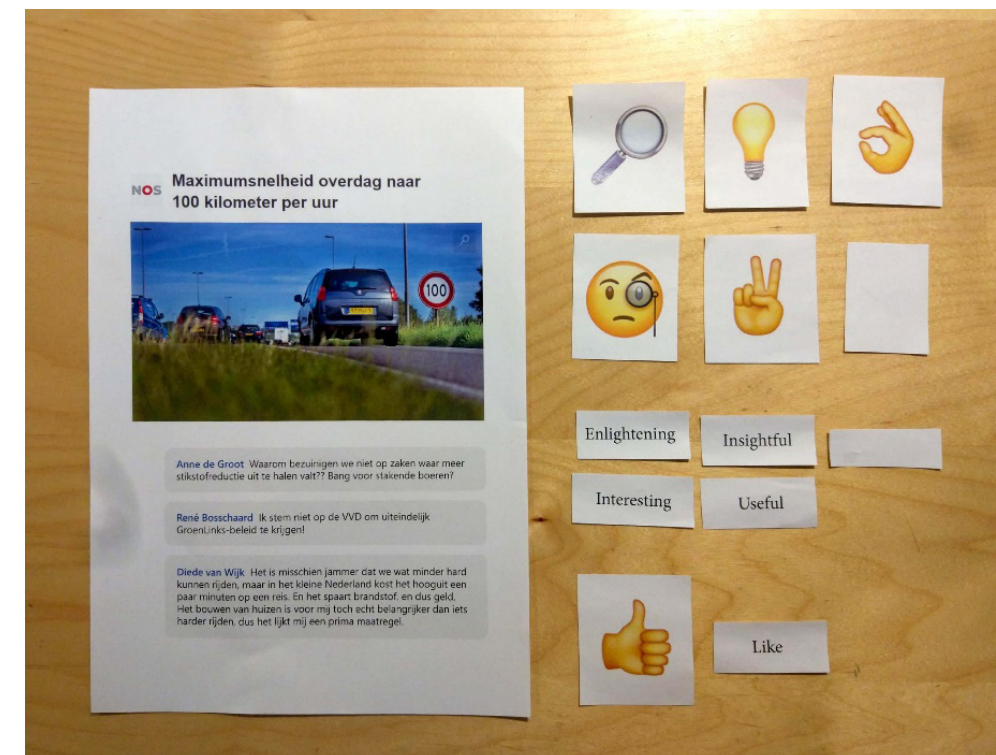 NOS
Maximumsnelheid overdag naar
100 kilometer per uur
100
Anne de Groot Waarom bezuinigen we niet op zaken waar meer
stikstofreductie uit te halen valt?? Bang voor stakende boeren?
René Bosschaard Ik stem niet op de VVD om uiteindelijk
GroenLinks-beleid te krijgen!
Diede van Wijk Het is misschien jammer dat we wat minder hard
kunnen rijden, maar in het kleine Nederland kost het hooguit een
paar minuten op een reis. En het spaart brandstof, en dus geld.
Het bouwen van huizen is voor mij toch echt belangrijker dan iets
harder rijden, dus het lijkt mij een prima maatregel.
Enlightening
Insightful
Interesting
Useful
Like